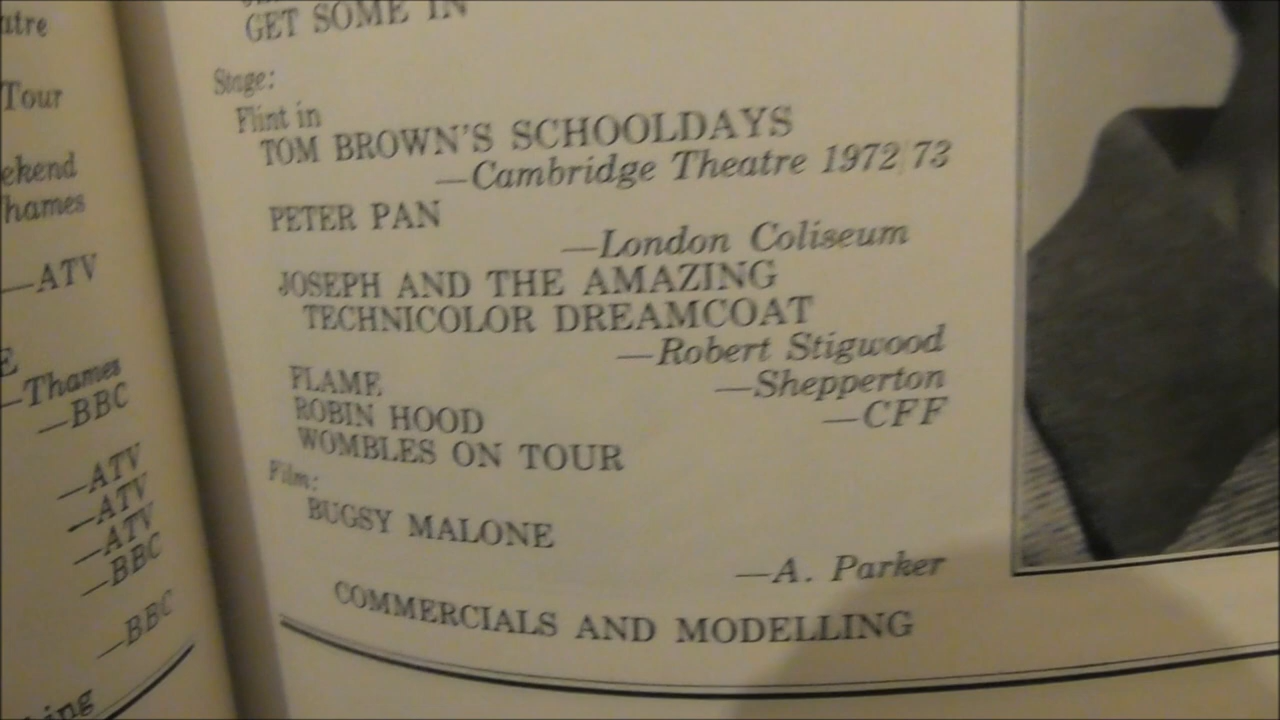 atre
Tour
ekend
hames
—ATV
E
—Thames
—BBC
—ATV
—ATV
—ATV
—BBC
—BBC
ing
GET SOME IN
Stage:
Flint in
TOM BROWN'S SCHOOLDAYS
—Cambridge Theatre 1972/73
PETER PAN
—London Coliseum
JOSEPH AND THE AMAZING
TECHNICOLOR DREAMCOAT
—Robert Stigwood
FLAME —Shepperton
ROBIN HOOD —CFF
WOMBLES ON TOUR
Film:
BUGSY MALONE
—A. Parker
COMMERCIALS AND MODELLING